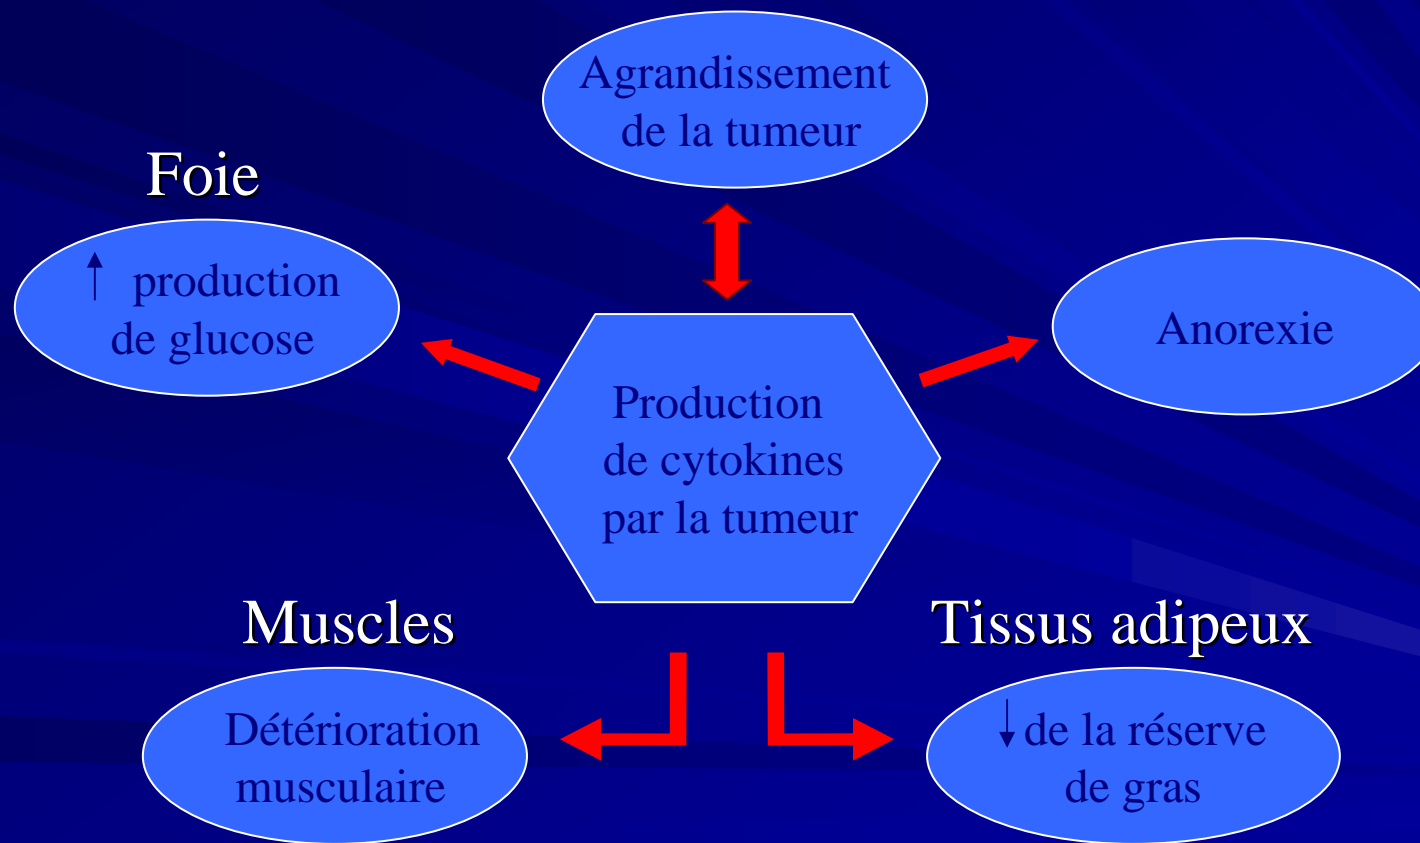 Agrandissement
de la tumeur
Foie
↑ production
de glucose
Anorexie
Production
de cytokines
par la tumeur
Muscles
Détérioration
musculaire
Tissus adipeux
↓ de la réserve
de gras